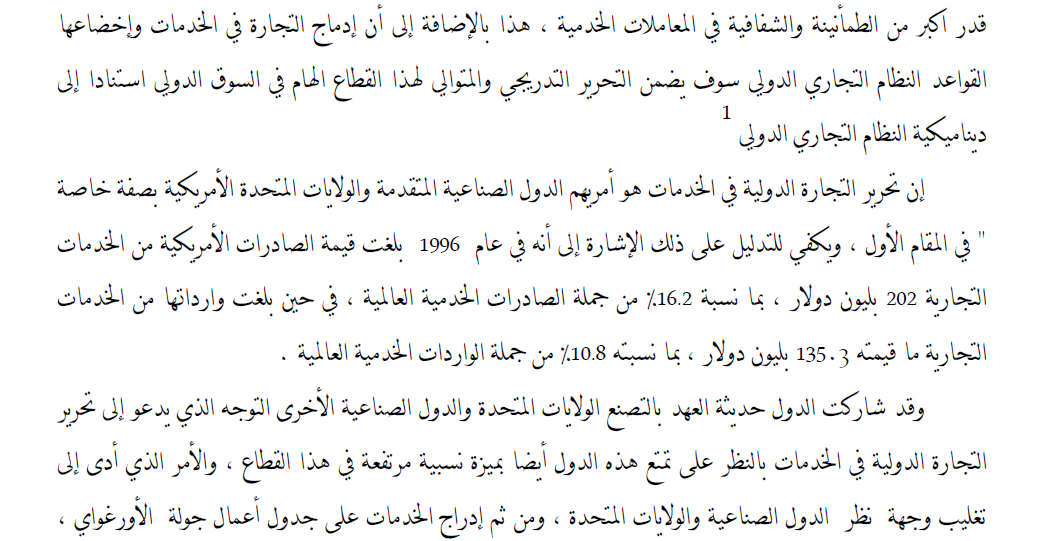 قدر اكبر من الطمأنينة والشفافية في المعاملات الخدمية ، هذا بالإضافة إلى أن إدماج التجارة في الخدمات وإخضاعها
القواعد النظام التجاري الدولي سوف يضمن التحرير التدريجي والمتوالي لهذا القطاع الهام في السوق الدولي استنادا إلى
ديناميكية النظام التجاري الدولي 1
إن تحرير التجارة الدولية في الخدمات هو أمريهم الدول الصناعية المتقدمة والولايات المتحدة الأمريكية بصفة خاصة
" في المقام الأول ، ويكفي للتدليل على ذلك الإشارة إلى أنه في عام 1996 بلغت قيمة الصادرات الأمريكية من الخدمات
التجارية 202 بليون دولار ، بما نسبة 16.2٪ من جملة الصادرات الخدمية العالمية ، في حين بلغت وارداتها من الخدمات
التجارية ما قيمته 135.3 بليون دولار ، بما نسبته 10.8٪ من جملة الواردات الخدمية العالمية .
وقد شاركت الدول حديثة العهد بالتصنع الولايات المتحدة والدول الصناعية الأخرى التوجه الذي يدعو إلى تحرير
التجارة الدولية في الخدمات بالنظر على تمتع هذه الدول أيضا بميزة نسبية مرتفعة في هذا القطاع ، والأمر الذي أدى إلى
تغليب وجهة نظر الدول الصناعية والولايات المتحدة ، ومن ثم إدراج الخدمات على جدول أعمال جولة الأورغواي ،